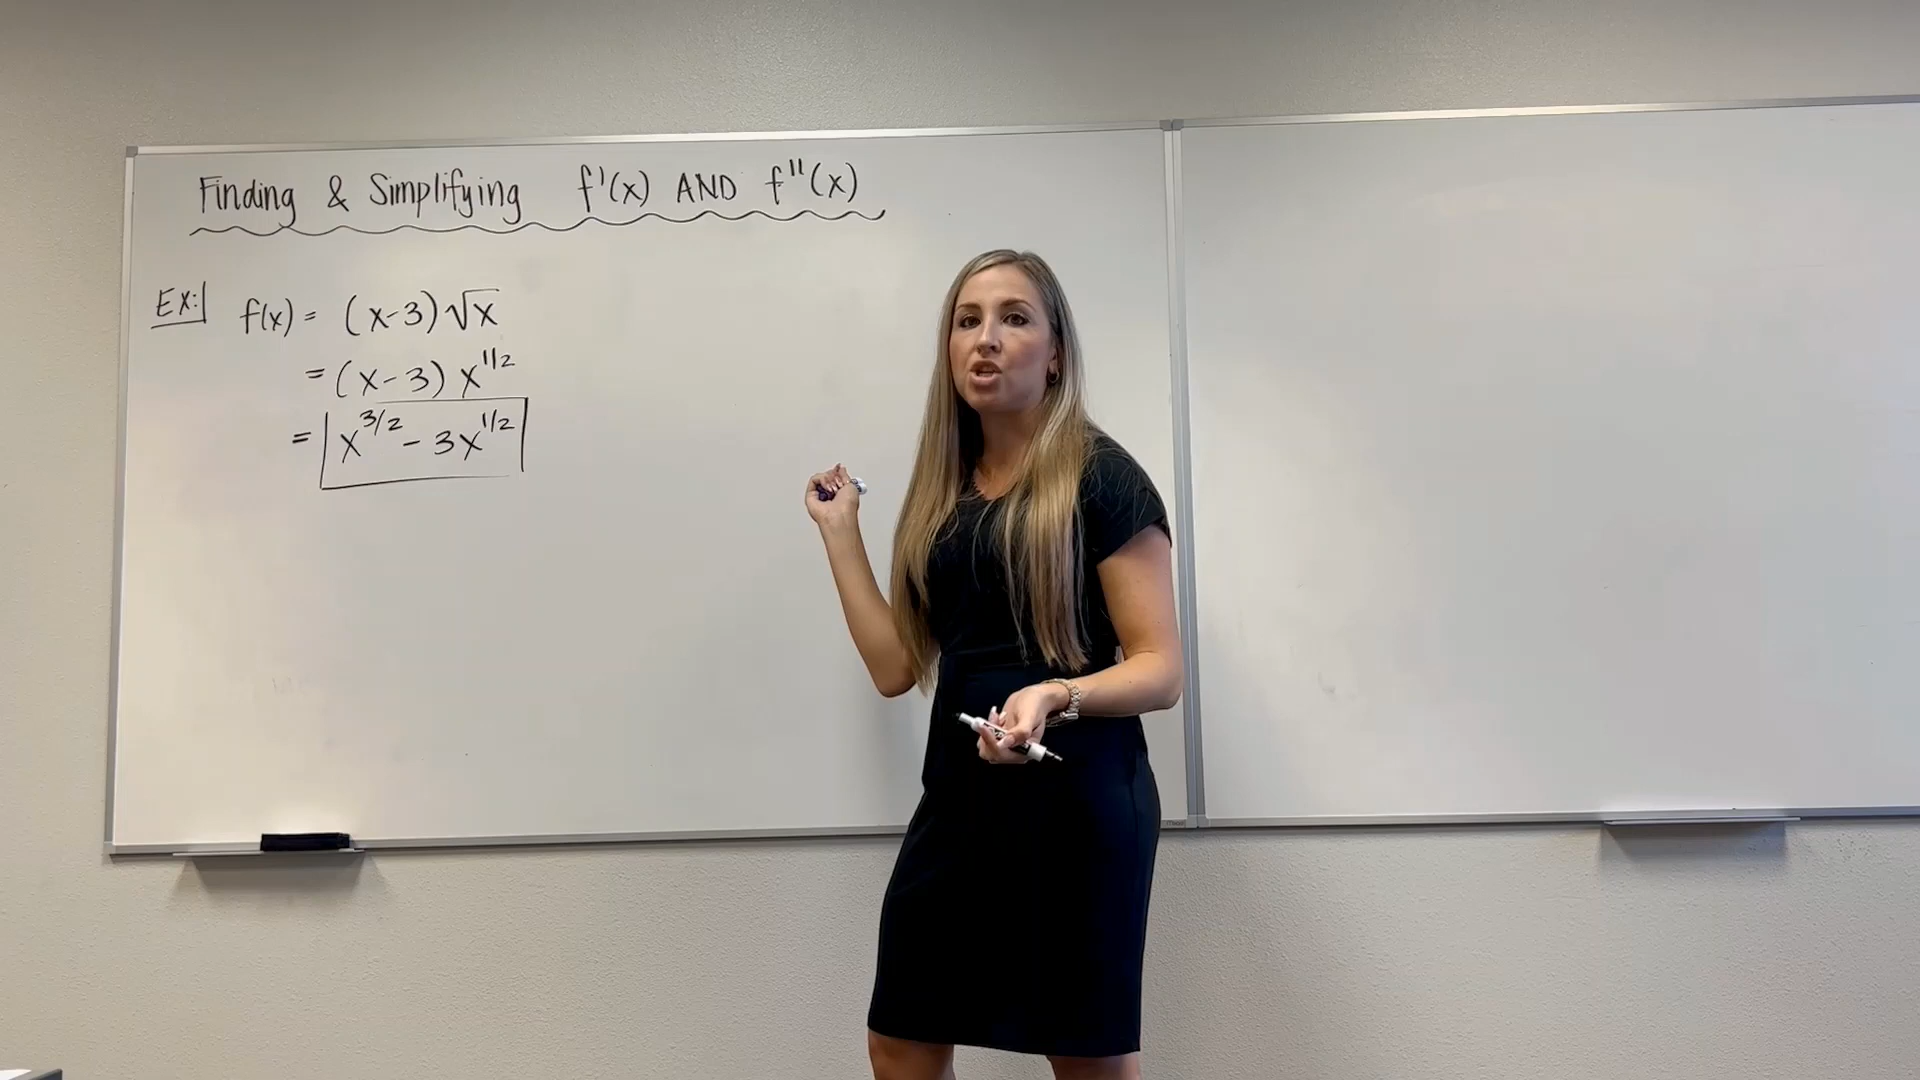 Finding & Simplifying f'(x) AND f"(x)
Ex: f(x) = (x-3)√x
= (x-3) x^1/2
= x^3/2 - 3x^1/2